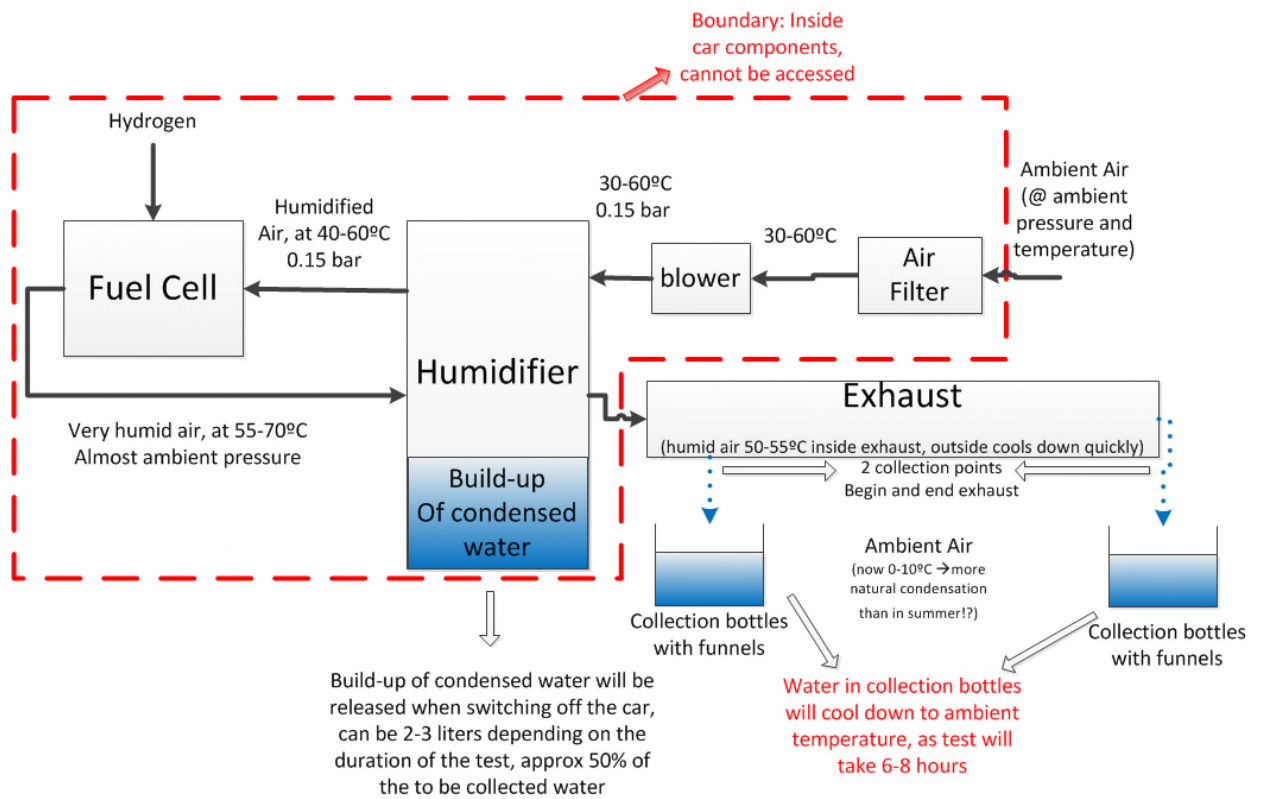 Boundary: Inside
car components,
cannot be accessed
Hydrogen
Ambient Air
(@ ambient
pressure and
temperature)
30-60ºC
0.15 bar
Humidified
Air, at 40-60ºC
0.15 bar
30-60ºC
Fuel Cell
blower
Air
Filter
Humidifier
Exhaust
(humid air 50-55ºC inside exhaust, outside cools down quickly)
Very humid air, at 55-70ºC
Almost ambient pressure
2 collection points
Begin and end exhaust
Build-up
Of condensed
water
Ambient Air
(now 0-10ºC →more
natural condensation
than in summer!?)
Collection bottles
with funnels
Collection bottles
with funnels
Build-up of condensed water will be
released when switching off the car,
can be 2-3 liters depending on the
duration of the test, approx 50% of
the to be collected water
Water in collection bottles
will cool down to ambient
temperature, as test will
take 6-8 hours